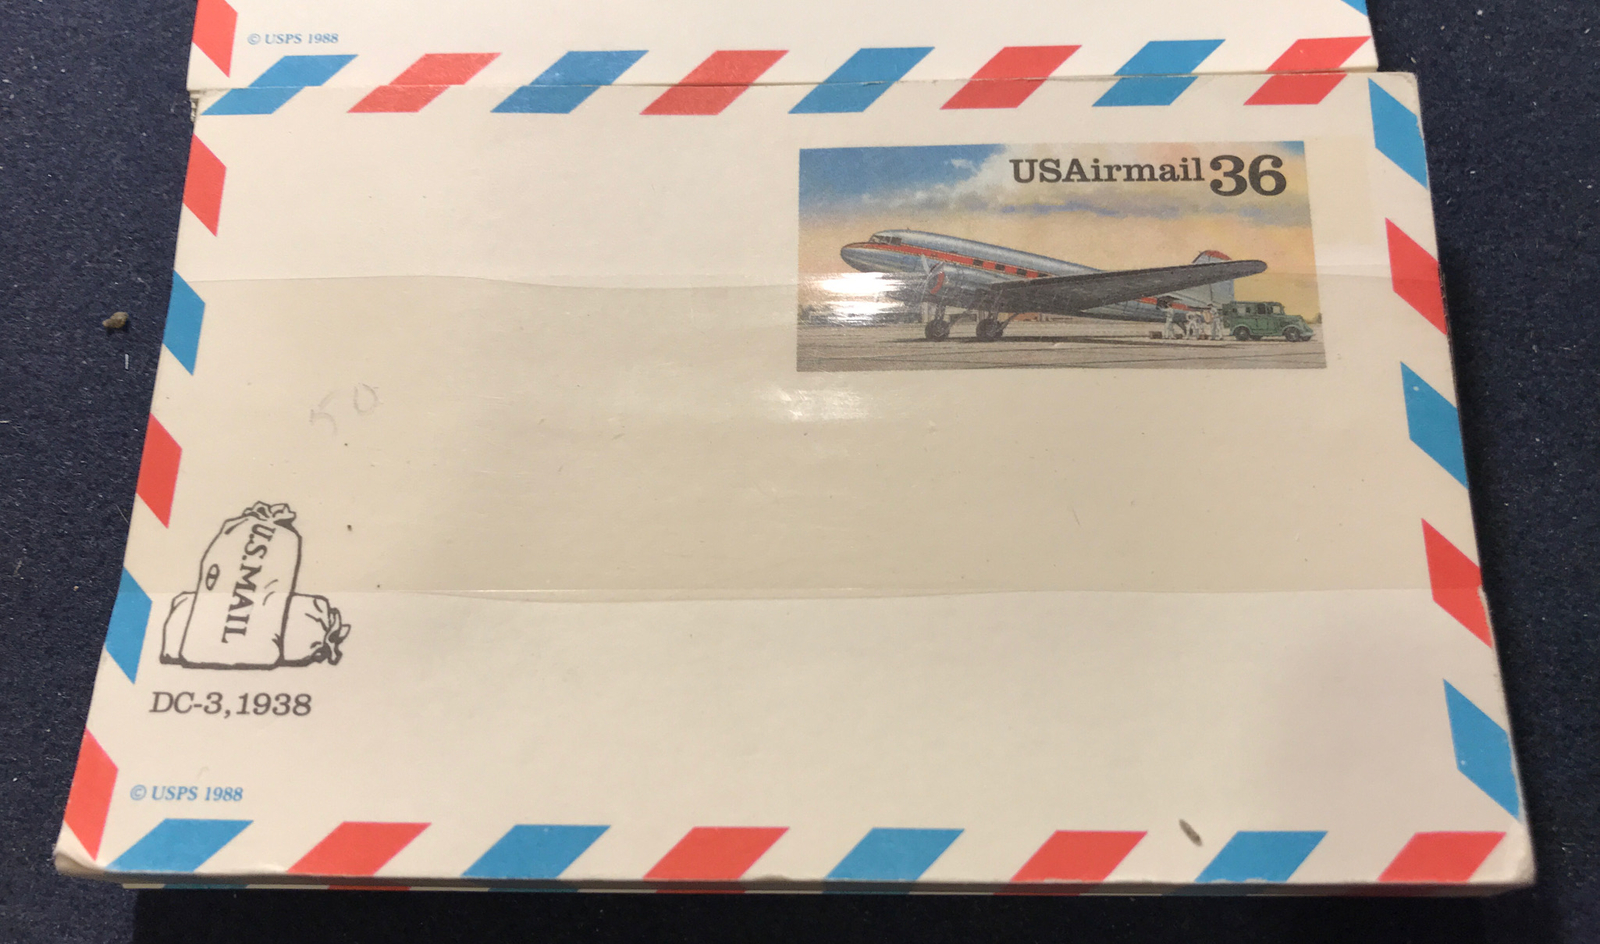 © USPS 1988
USAirmail 36
50
U.S. MAIL
DC-3, 1938
© USPS 1988